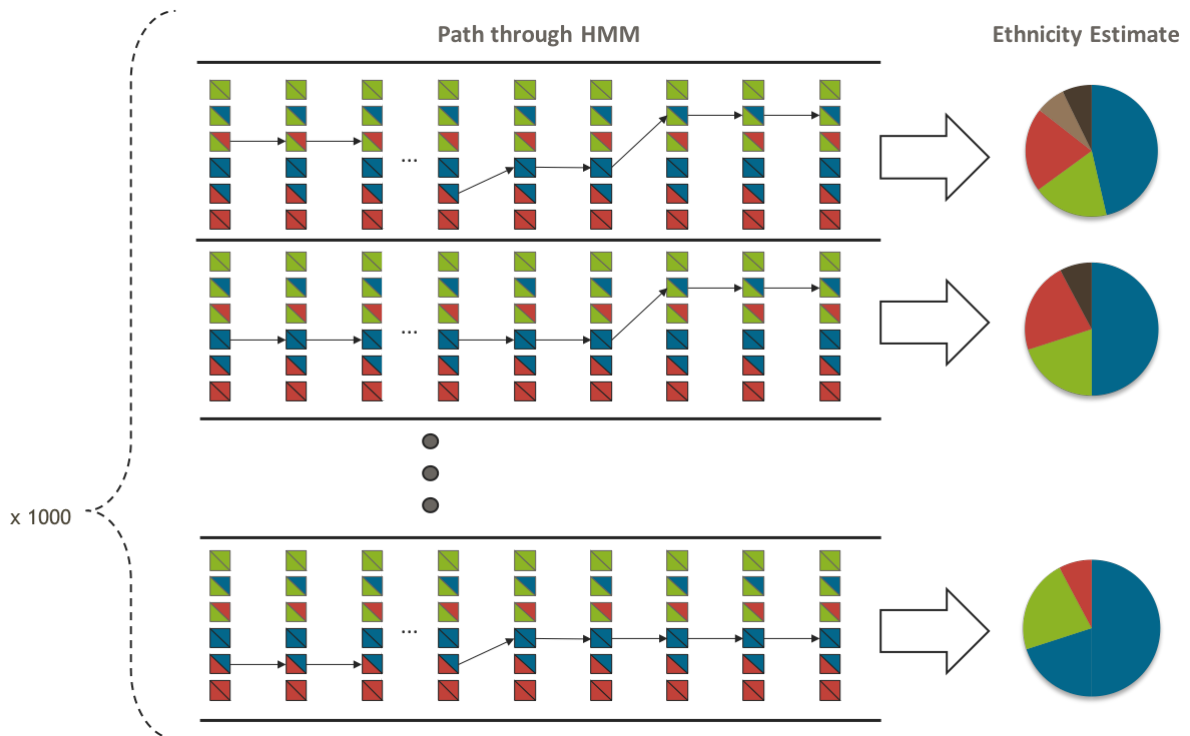 Path through HMM
Ethnicity Estimate
...
...
x 1000
...